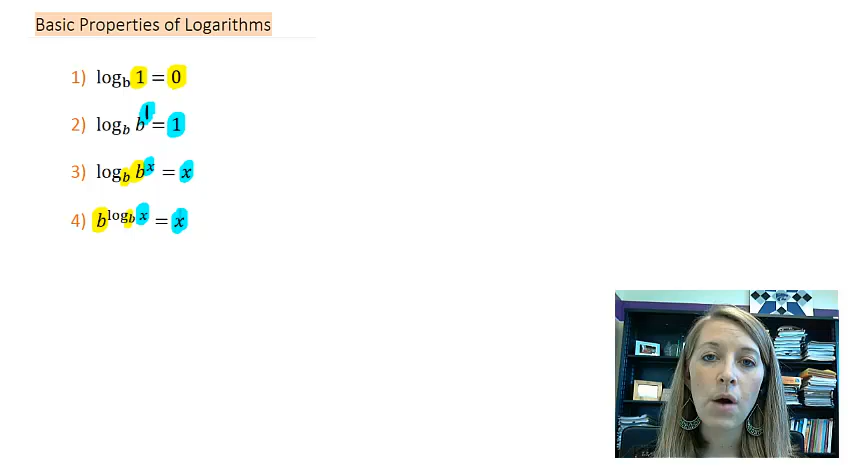 Basic Properties of Logarithms
1) log_b 1 = 0
2) log_b b^1 = 1
3) log_b b^x = x
4) b^(log_b x) = x